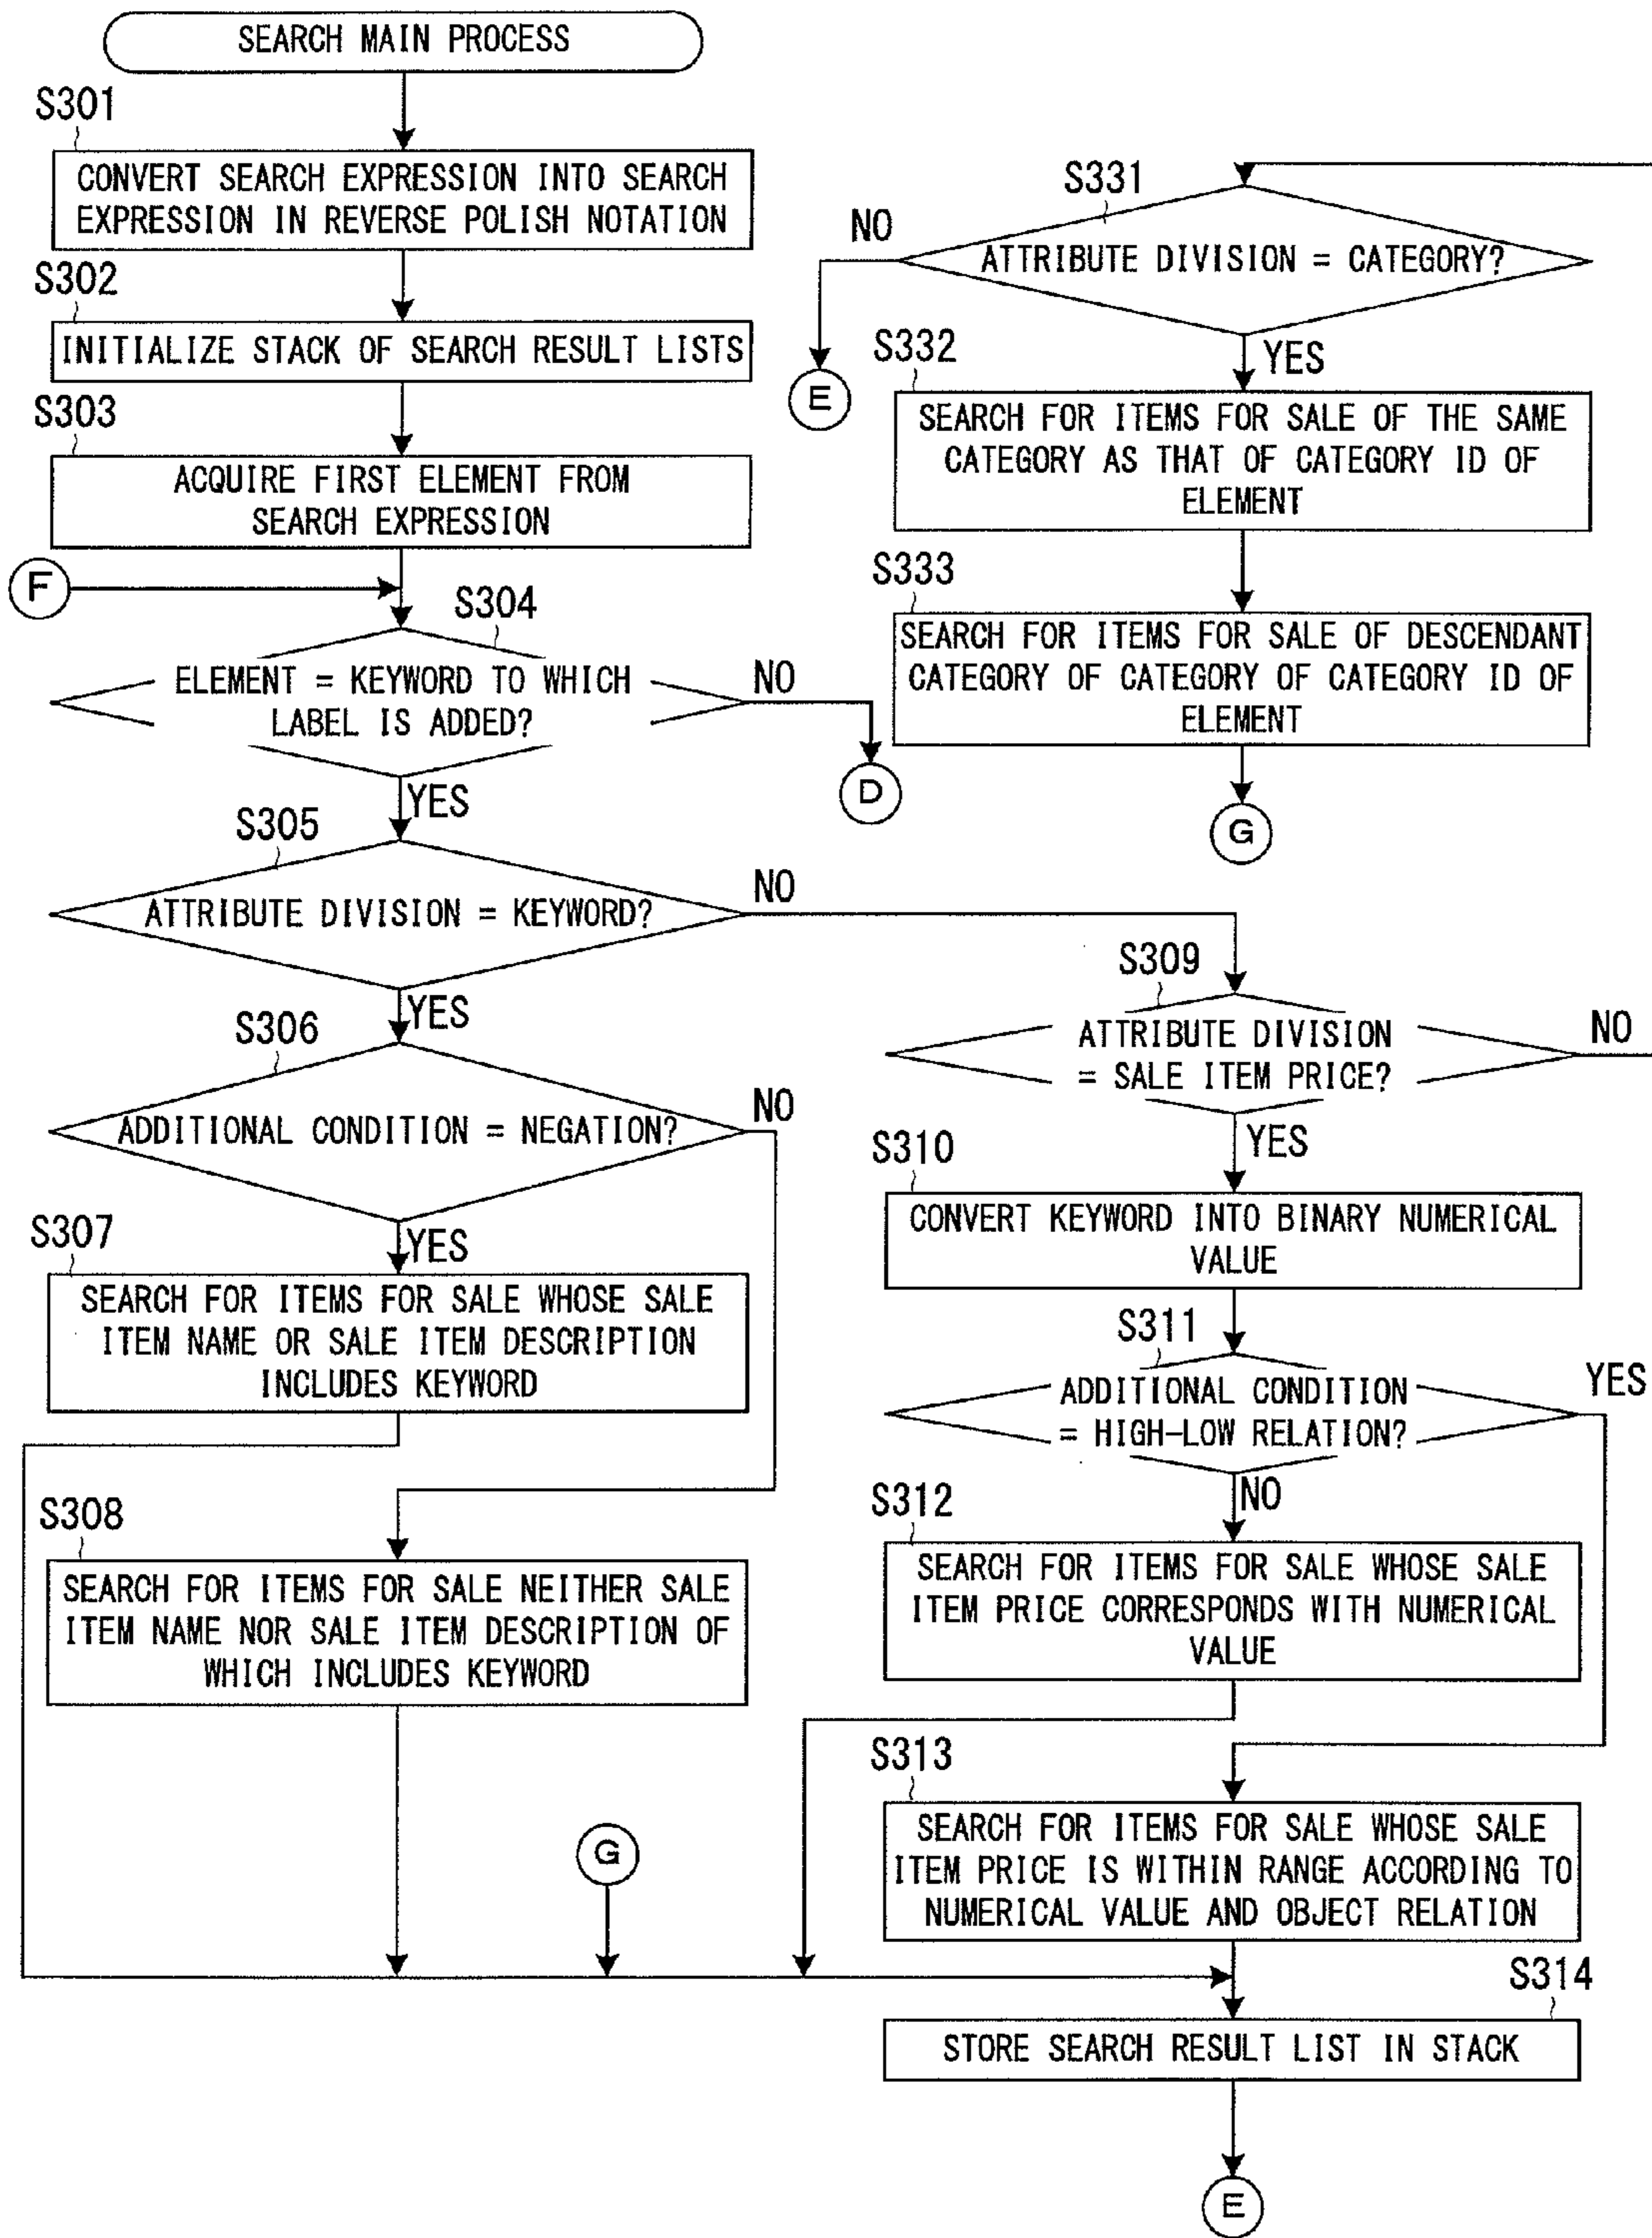 SEARCH MAIN PROCESS
S301
CONVERT SEARCH EXPRESSION INTO SEARCH
EXPRESSION IN REVERSE POLISH NOTATION
S302
INITIALIZE STACK OF SEARCH RESULT LISTS
S303
ACQUIRE FIRST ELEMENT FROM
SEARCH EXPRESSION
F
S304
ELEMENT = KEYWORD TO WHICH
LABEL IS ADDED?
NO
D
YES
S305
ATTRIBUTE DIVISION = KEYWORD?
NO
YES
S306
ADDITIONAL CONDITION = NEGATION?
NO
YES
S307
SEARCH FOR ITEMS FOR SALE WHOSE SALE
ITEM NAME OR SALE ITEM DESCRIPTION
INCLUDES KEYWORD
S308
SEARCH FOR ITEMS FOR SALE NEITHER SALE
ITEM NAME NOR SALE ITEM DESCRIPTION OF
WHICH INCLUDES KEYWORD
G
S331
NO
ATTRIBUTE DIVISION = CATEGORY?
E
YES
S332
SEARCH FOR ITEMS FOR SALE OF THE SAME
CATEGORY AS THAT OF CATEGORY ID OF
ELEMENT
S333
SEARCH FOR ITEMS FOR SALE OF DESCENDANT
CATEGORY OF CATEGORY OF CATEGORY ID OF
ELEMENT
G
S309
ATTRIBUTE DIVISION
= SALE ITEM PRICE?
NO
YES
S310
CONVERT KEYWORD INTO BINARY NUMERICAL
VALUE
S311
ADDITIONAL CONDITION
= HIGH-LOW RELATION?
YES
NO
S312
SEARCH FOR ITEMS FOR SALE WHOSE SALE
ITEM PRICE CORRESPONDS WITH NUMERICAL
VALUE
S313
SEARCH FOR ITEMS FOR SALE WHOSE SALE
ITEM PRICE IS WITHIN RANGE ACCORDING TO
NUMERICAL VALUE AND OBJECT RELATION
S314
STORE SEARCH RESULT LIST IN STACK
E